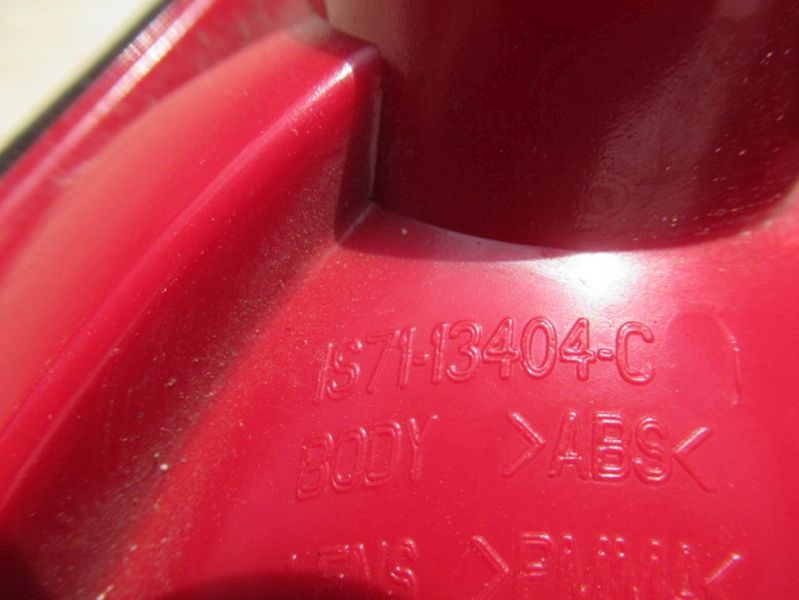 1S71-13404-C
BODY >ABS<
LENS >PMMA<